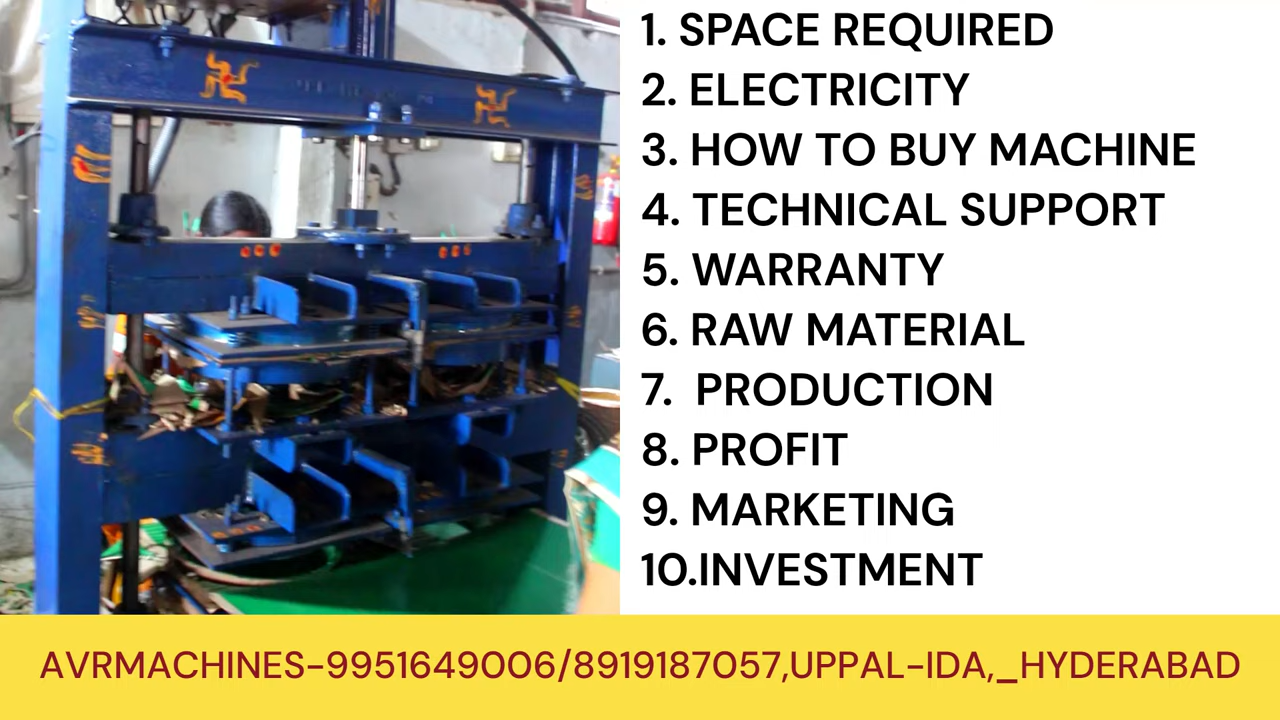 1. SPACE REQUIRED
2. ELECTRICITY
3. HOW TO BUY MACHINE
4. TECHNICAL SUPPORT
5. WARRANTY
6. RAW MATERIAL
7. PRODUCTION
8. PROFIT
9. MARKETING
10.INVESTMENT
AVRMACHINES-9951649006/8919187057,UPPAL-IDA,_HYDERABAD